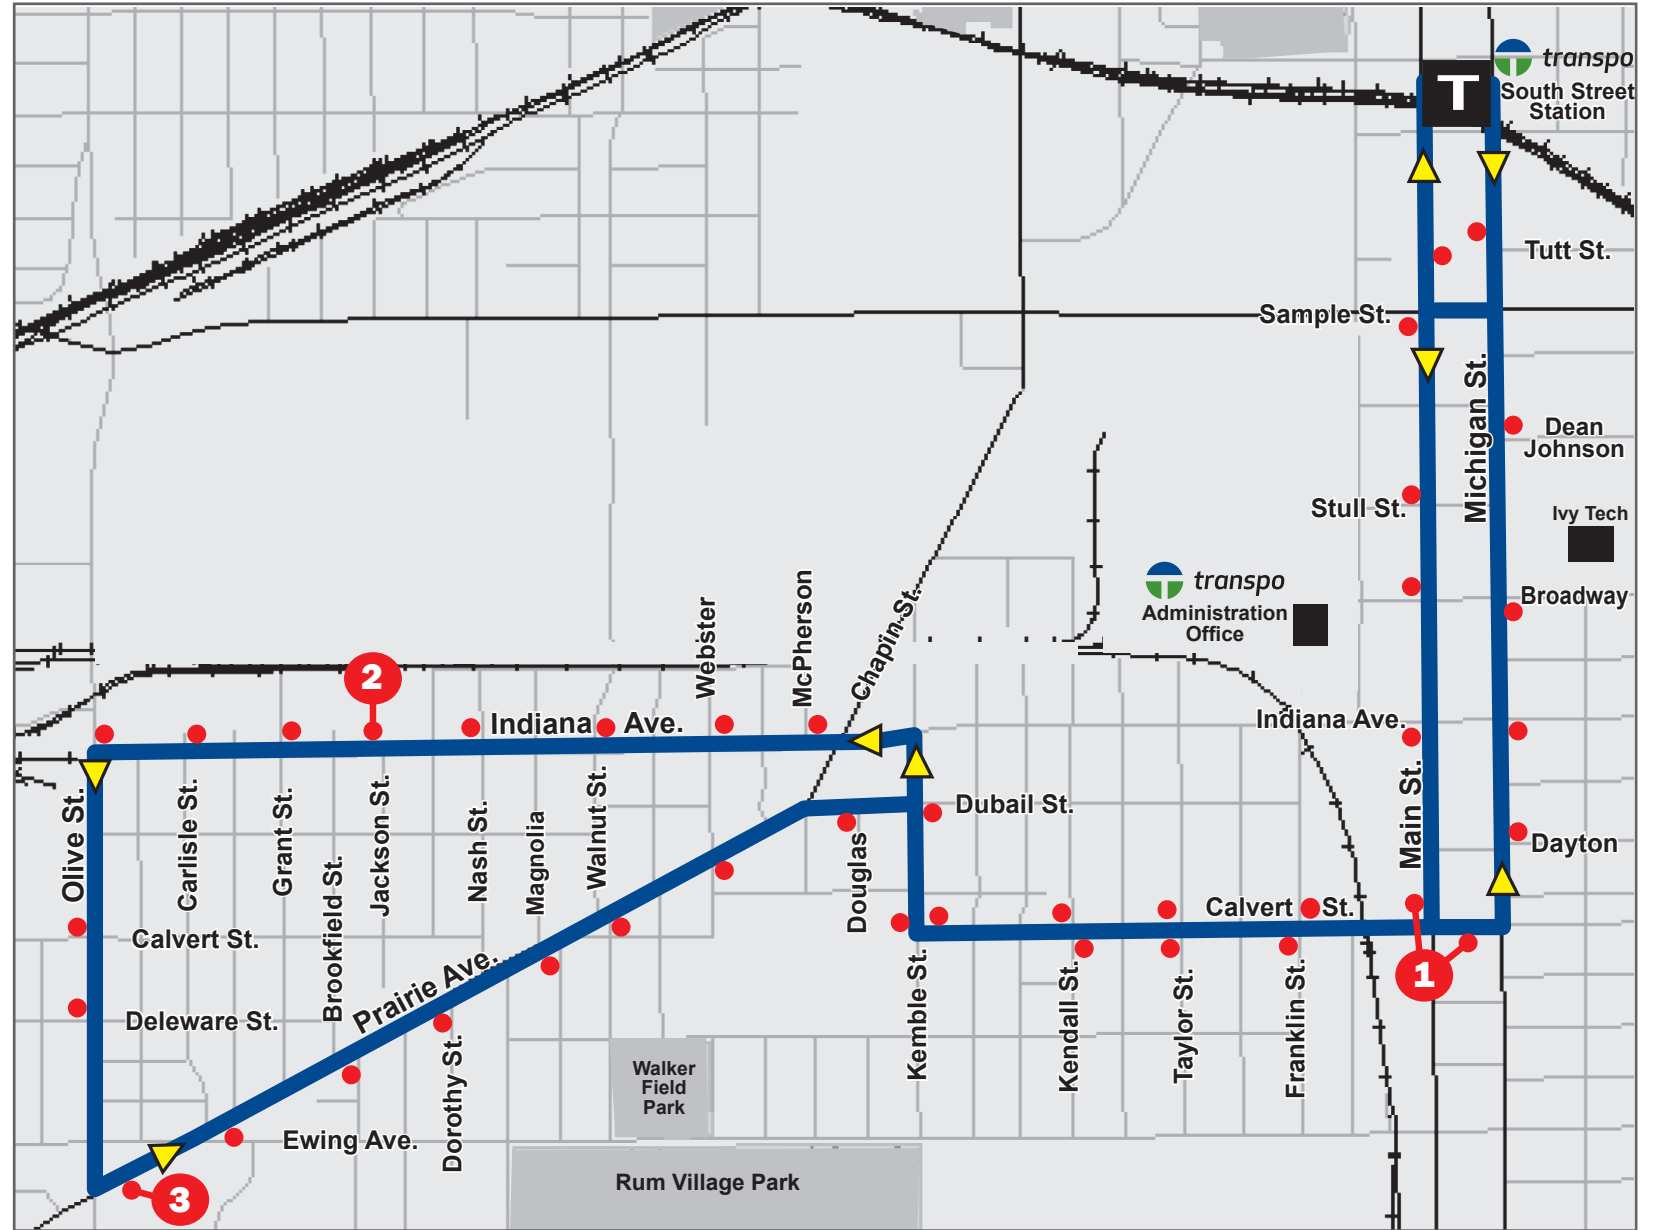 transpo
T
South Street
Station
Tutt St.
Sample St.
Michigan St.
Dean
Johnson
Stull St.
Ivy Tech
transpo
Broadway
Administration
Office
Webster
McPherson
Chapin St.
2
Indiana Ave.
Indiana Ave.
Main St.
Dubail St.
Dayton
Olive St.
Carlisle St.
Grant St.
Brookfield St.
Jackson St.
Nash St.
Magnolia
Walnut St.
Douglas
Calvert St.
Calvert St.
1
Prairie Ave.
Deleware St.
Kemble St.
Kendall St.
Taylor St.
Franklin St.
Dorothy St.
Walker
Field
Park
Ewing Ave.
Rum Village Park
3